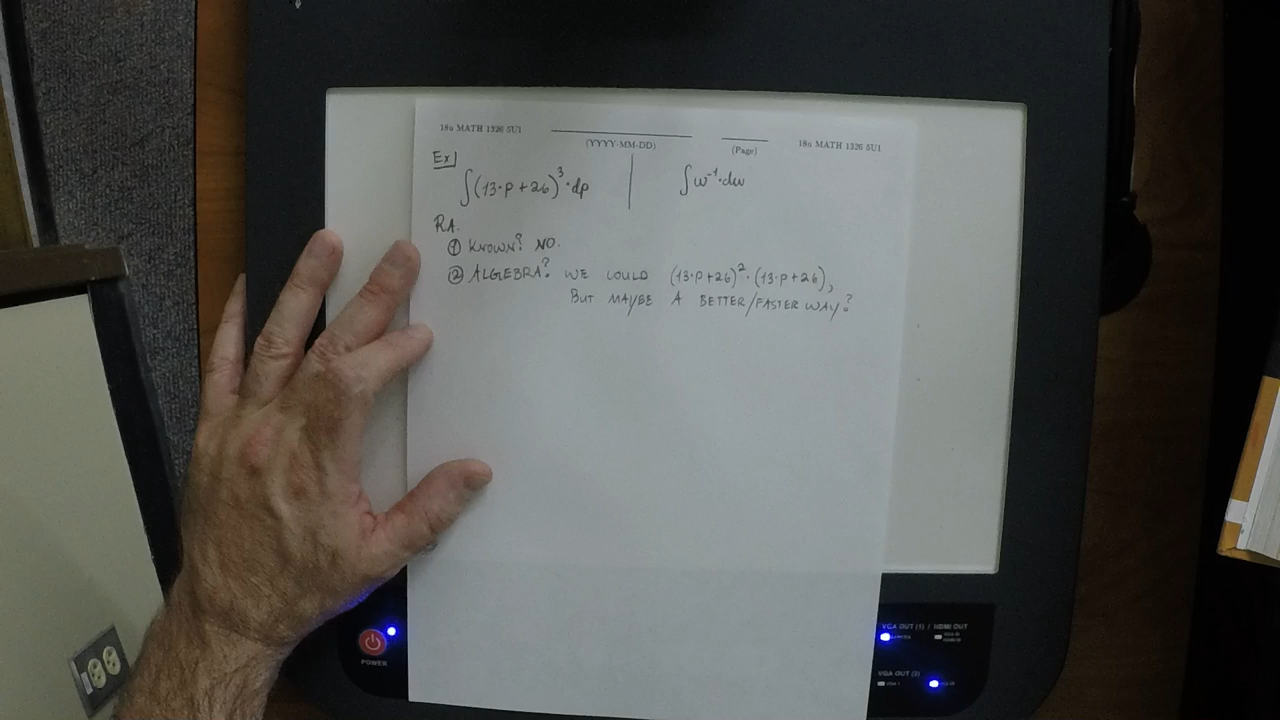 18u MATH 1326 5U1
(YYYY-MM-DD)
(Page)
18u MATH 1326 5U1
Ex]
∫(13·p+26)³·dp | ∫w⁻¹·dw
RA.
① KNOWN? NO.
② ALGEBRA? WE COULD (13·p+26)²·(13·p+26),
BUT MAYBE A BETTER/FASTER WAY?
POWER
VGA OUT (1) / HDMI OUT
VGA OUT (2)